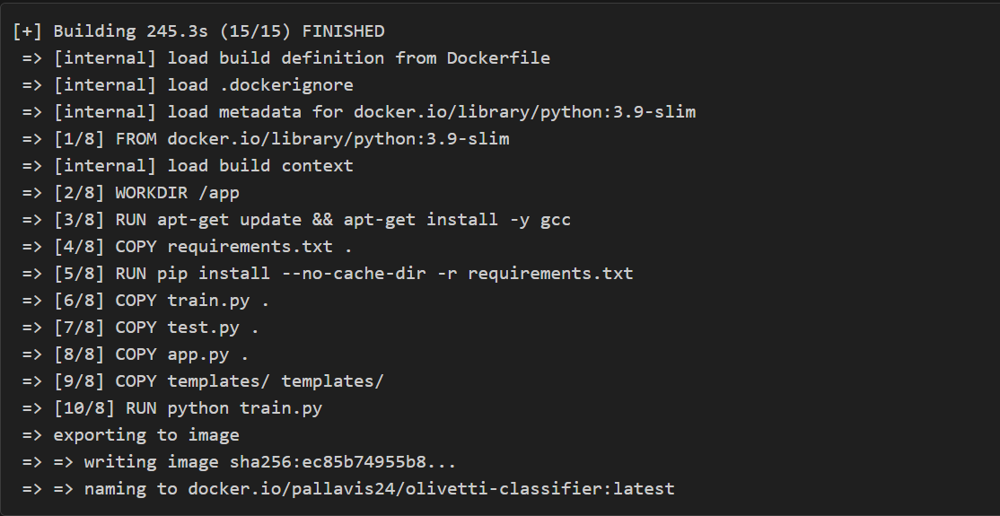 [+] Building 245.3s (15/15) FINISHED
=> [internal] load build definition from Dockerfile
=> [internal] load .dockerignore
=> [internal] load metadata for docker.io/library/python:3.9-slim
=> [1/8] FROM docker.io/library/python:3.9-slim
=> [internal] load build context
=> [2/8] WORKDIR /app
=> [3/8] RUN apt-get update && apt-get install -y gcc
=> [4/8] COPY requirements.txt .
=> [5/8] RUN pip install --no-cache-dir -r requirements.txt
=> [6/8] COPY train.py .
=> [7/8] COPY test.py .
=> [8/8] COPY app.py .
=> [9/8] COPY templates/ templates/
=> [10/8] RUN python train.py
=> exporting to image
=> => writing image sha256:ec85b74955b8...
=> => naming to docker.io/pallavis24/olivetti-classifier:latest